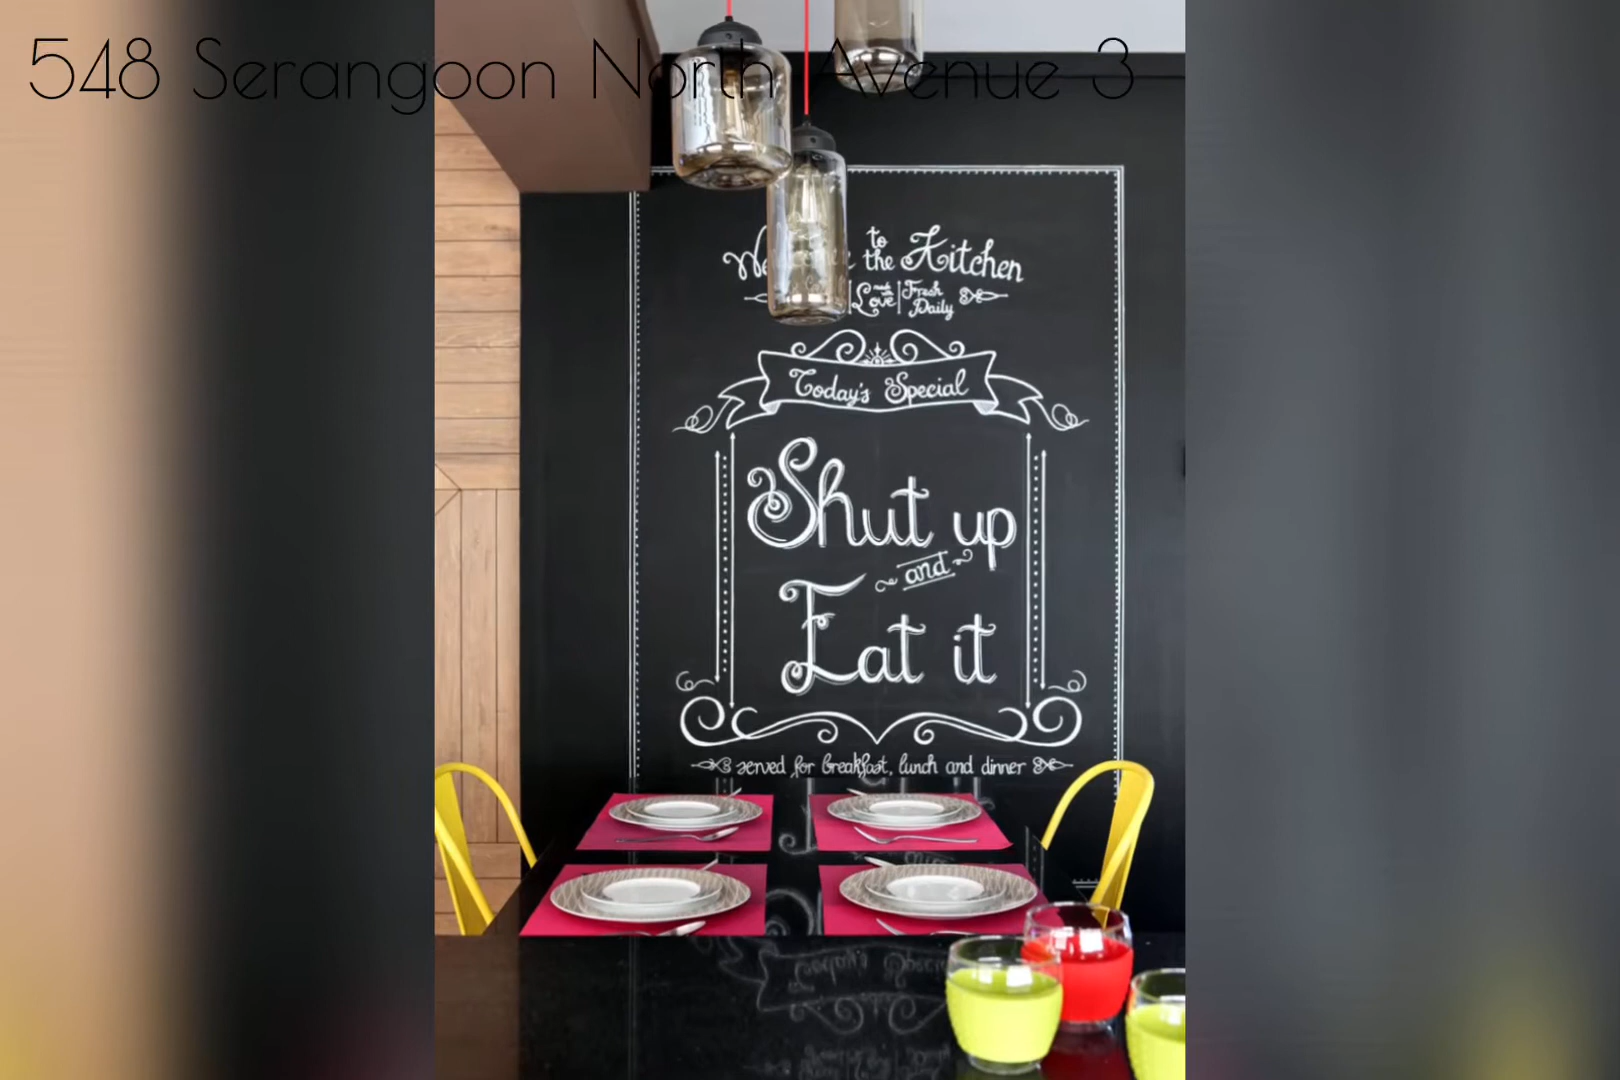 548 Serangoon North Avenue 3
to
the Kitchen
Love Fresh
Daily
Today's Special
Shut up
and
Eat it
served for breakfast, lunch and dinner